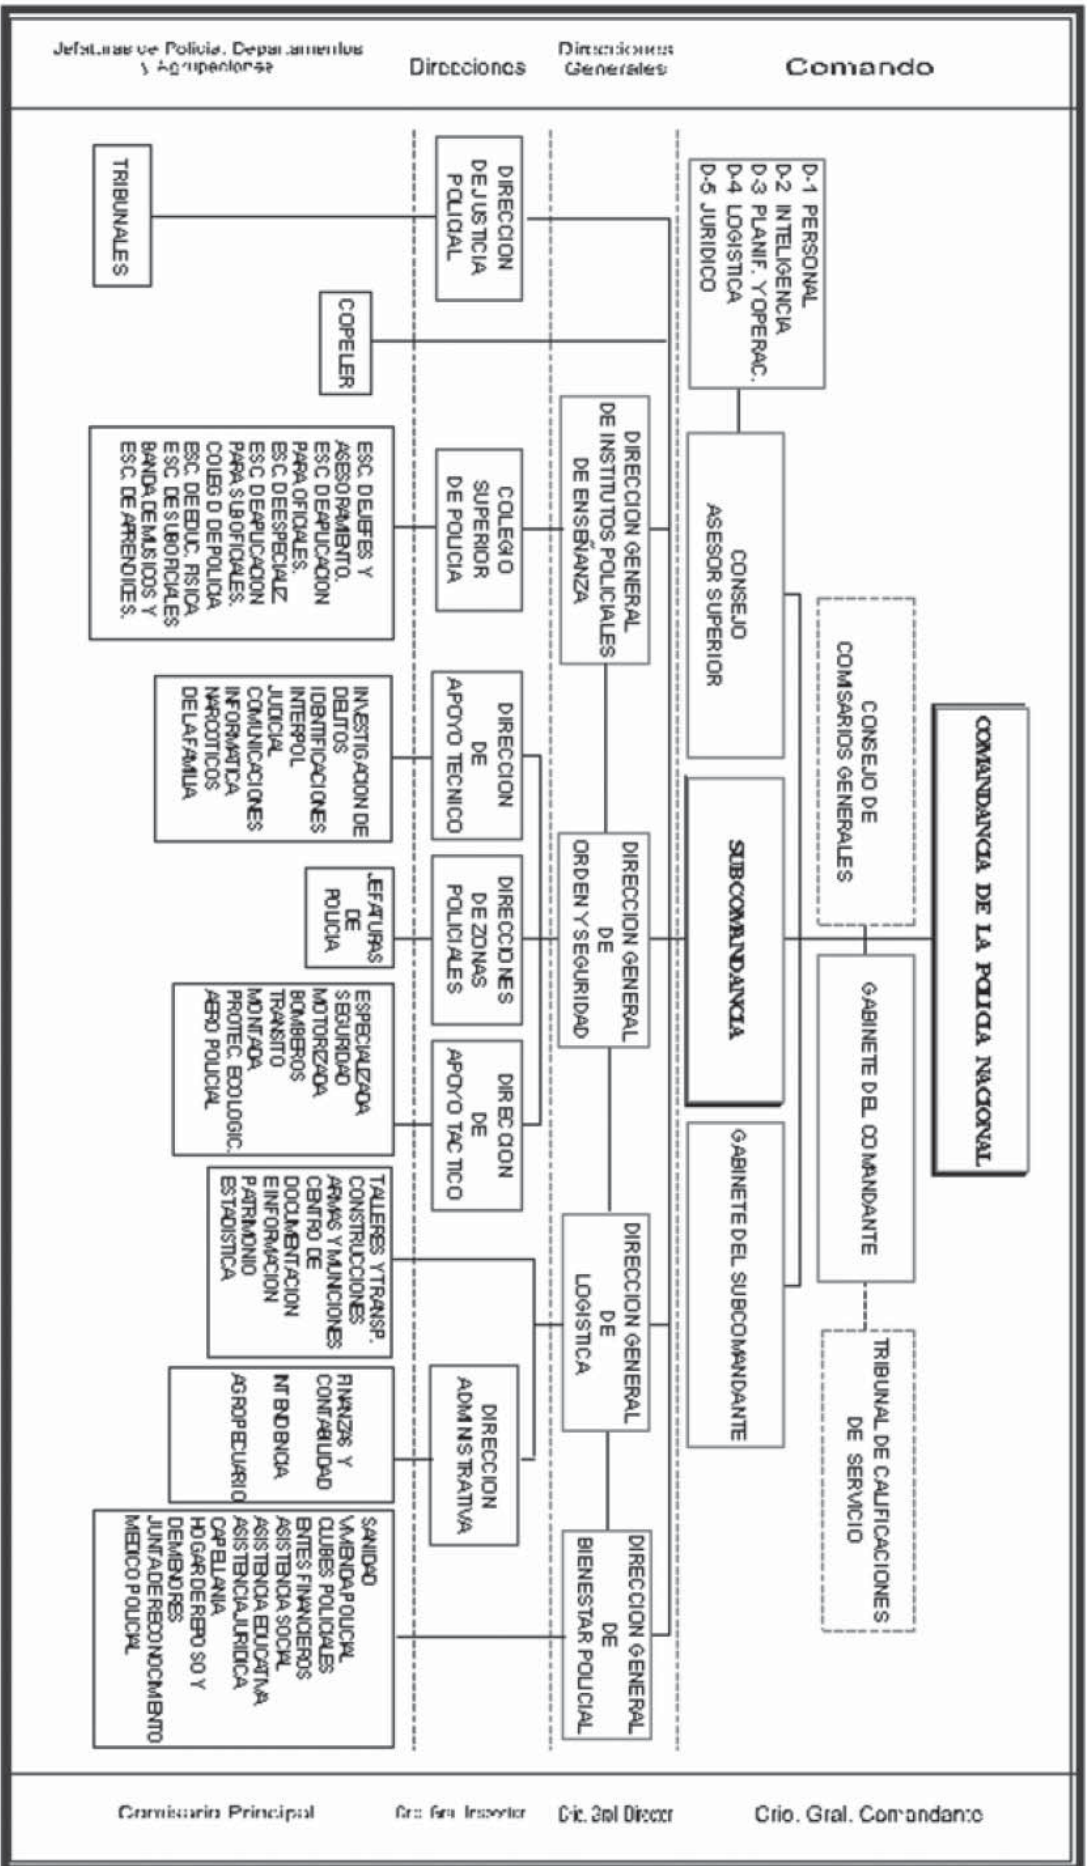 Comando
Direcciones
Generales
Direcciones
Jefaturas de Policia, Departamentos
y Agrupaciones
COMANDANCIA DE LA POLICIA NACIONAL
CONSEJO DE
COMISARIOS GENERALES
GABINETE DEL COMANDANTE
TRIBUNAL DE CALIFICACIONES
DE SERVICIO
D-1 PERSONAL
D-2 INTELIGENCIA
D-3 PLANIF. Y OPERAC.
D-4 LOGISTICA
D-5 JURIDICO
CONSEJO
ASESOR SUPERIOR
SUBCOMANDANCIA
GABINETE DEL SUBCOMANDANTE
DIRECCION GENERAL
DE INSTITUTOS POLICIALES
DE ENSEÑANZA
DIRECCION GENERAL
DE
ORDEN Y SEGURIDAD
DIRECCION GENERAL
DE
LOGISTICA
DIRECCION GENERAL
DE
BIENESTAR POLICIAL
DIRECCION
DE JUSTICIA
POLICIAL
COLEGIO
SUPERIOR
DE POLICIA
DIRECCION
DE
APOYO TECNICO
DIRECCIONES
DE ZONAS
POLICIALES
DIRECCION
DE
APOYO TACTICO
DIRECCION
ADMINISTRATIVA
TRIBUNALES
COPELER
ESC. DE JEFES Y
ASESORAMIENTO.
ESC. DE APLICACION
PARA OFICIALES.
ESC. DE ESPECIALIZ
ESC. DE APLICACION
PARA SUBOFICIALES.
COLEGIO DE POLICIA
ESC. DE EDUC. FISICA
ESC. DE SUBOFICIALES
BANDA DE MUSICOS Y
ESC. DE APRENDICES.
INVESTIGACION DE
DELITOS
IDENTIFICACIONES
INTERPOL
JUDICIAL
COMUNICACIONES
INFORMATICA
NARCOTICOS
DE LA FAMILIA
JEFATURAS
DE
POLICIA
ESPECIALIZADA
SEGURIDAD
MOTORIZADA
BOMBEROS
TRANSITO
MONTADA
PROTEC. ECOLOGIC.
AERO POLICIAL
TALLERES Y TRANSP.
CONSTRUCCIONES
ARMAS Y MUNICIONES
CENTRO DE
DOCUMENTACION
E INFORMACION
PATRIMONIO
ESTADISTICA
FINANZAS Y
CONTABILIDAD
INTENDENCIA
AGROPECUARIO
SANIDAD
VIVIENDA POLICIAL
CLUBES POLICIALES
ENTES FINANCIEROS
ASISTENCIA SOCIAL
ASISTENCIA EDUCATIVA
ASISTENCIA JURIDICA
CAPELLANIA
HOGAR DE REPOSO Y
DE MENORES
JUNTA DE RECONOCIMIENTO
MEDICO POLICIAL
Crio. Gral. Comandante
Crio. Gral Director
Cro. Gral. Inspector
Comisario Principal